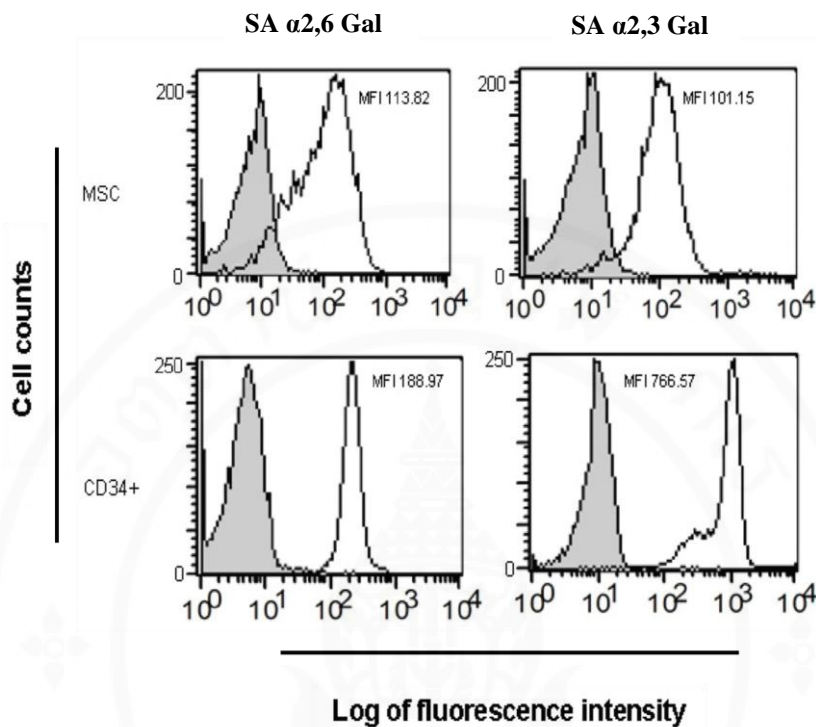 SA α2,6 Gal SA α2,3 Gal
200 MFI 113.82 200 MFI 101.15
MSC
0 0
10⁰ 10¹ 10² 10³ 10⁴ 10⁰ 10¹ 10² 10³ 10⁴
Cell counts
250 MFI 188.97 250 MFI 766.57
CD34+
0 0
10⁰ 10¹ 10² 10³ 10⁴ 10⁰ 10¹ 10² 10³ 10⁴
Log of fluorescence intensity